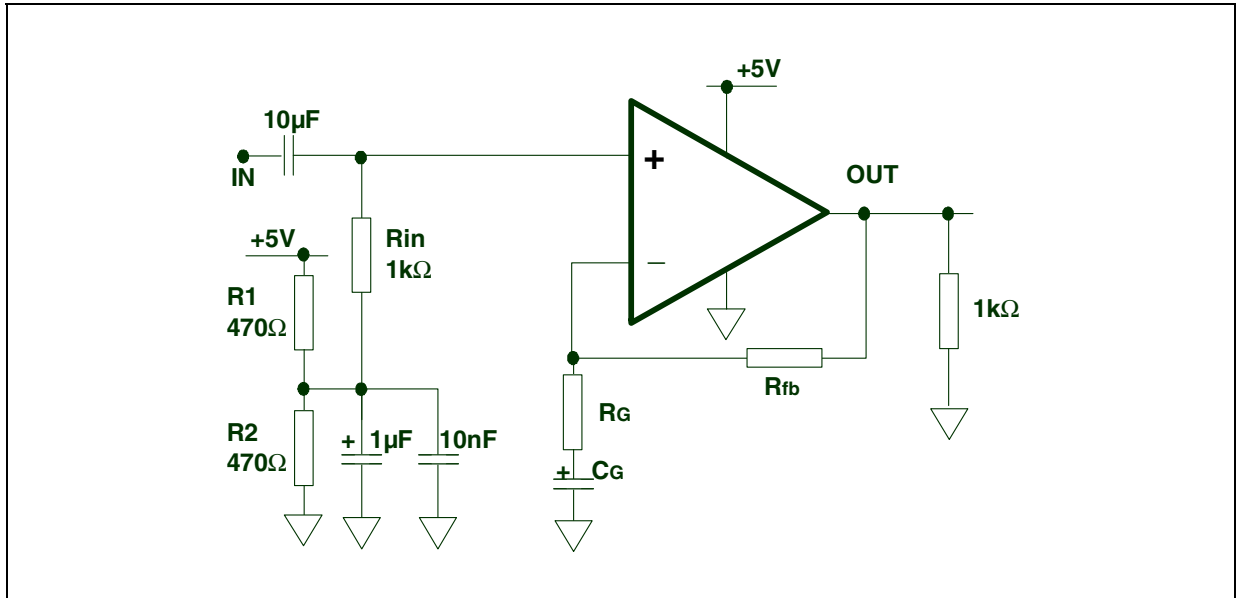 +5V
10µF
IN
+
OUT
+5V
Rin
1kΩ
R1
470Ω
−
1kΩ
Rfb
RG
R2
470Ω
+ 1µF
10nF
+ CG